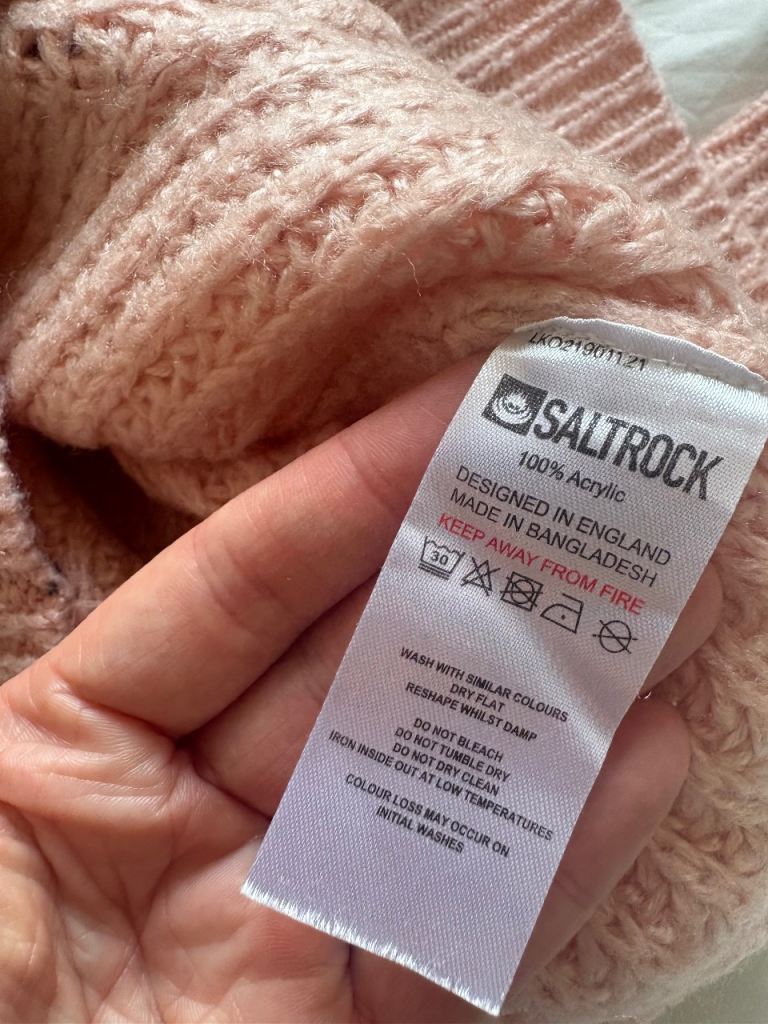 LKO21901121
SALTROCK
100% Acrylic
DESIGNED IN ENGLAND
MADE IN BANGLADESH
KEEP AWAY FROM FIRE
30
WASH WITH SIMILAR COLOURS
DRY FLAT
RESHAPE WHILST DAMP
DO NOT BLEACH
DO NOT TUMBLE DRY
DO NOT DRY CLEAN
IRON INSIDE OUT AT LOW TEMPERATURES
COLOUR LOSS MAY OCCUR ON
INITIAL WASHES